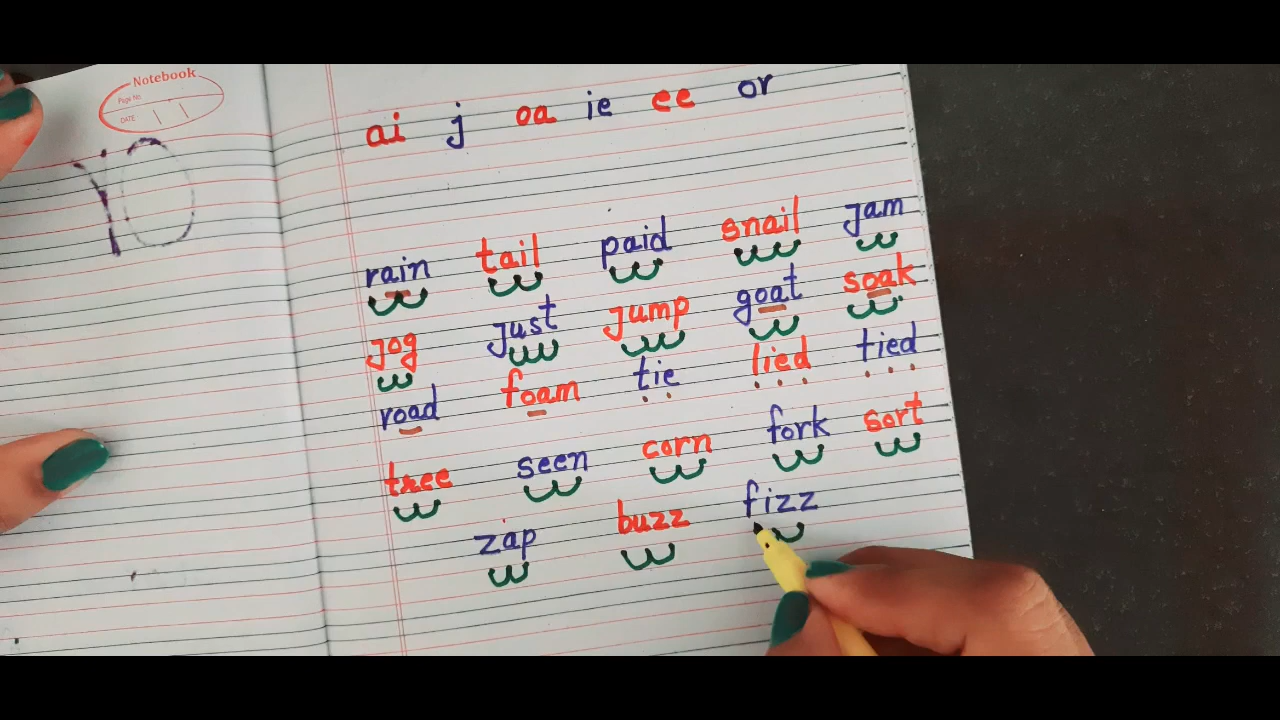 Notebook
Page No.
DATE
10
ai j oa ie ee or
rain tail paid snail jam
jog just jump goat soak
road foam tie lied tied
tree seen corn fork sort
zap buzz fizz